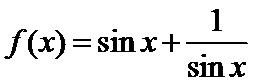 f(x) = sin x + 1/sin x